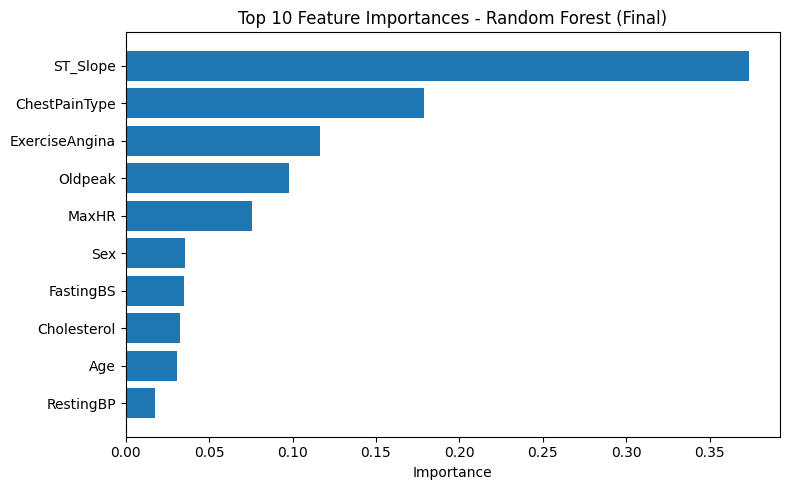 Top 10 Feature Importances - Random Forest (Final)
ST_Slope
ChestPainType
ExerciseAngina
Oldpeak
MaxHR
Sex
FastingBS
Cholesterol
Age
RestingBP
0.00 0.05 0.10 0.15 0.20 0.25 0.30 0.35
Importance